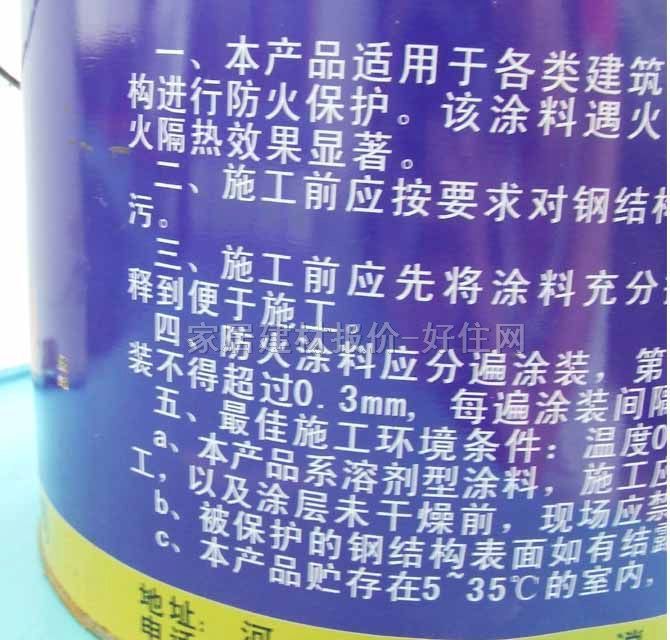 一、本产品适用于各类建筑
构进行防火保护。该涂料遇火
火隔热效果显著。
二、施工前应按要求对钢结构
污。
三、施工前应先将涂料充分
释到便于施工。
四、防火涂料应分遍涂装，第
装不得超过0.3mm，每遍涂装间隔
五、最佳施工环境条件：温度0
a、本产品系溶剂型涂料，施工应
工，以及涂层未干燥前，现场应禁
b、被保护的钢结构表面如有结露
c、本产品贮存在5~35℃的室内，
地址：河
电话
家居建材报价-好住网